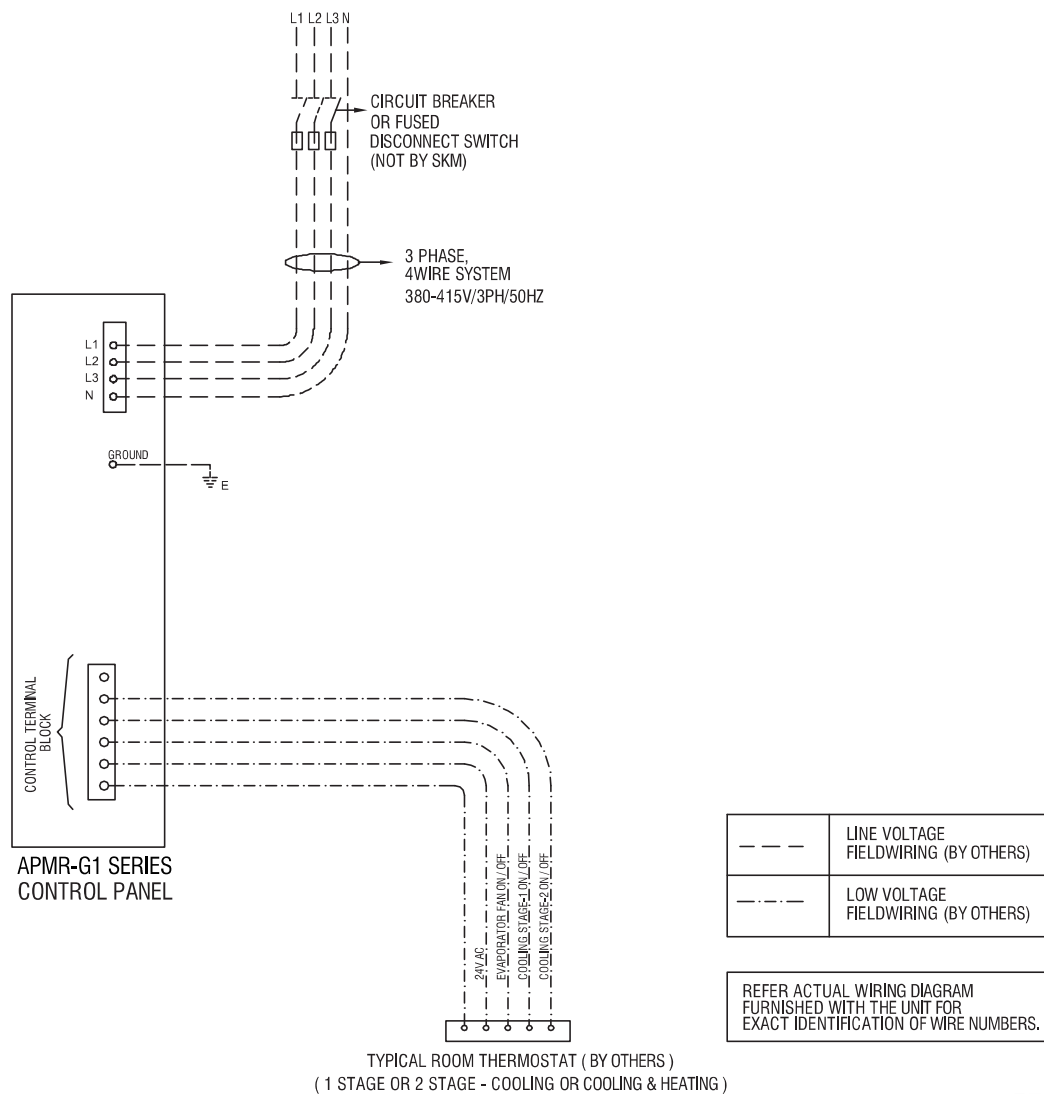 L1 L2 L3 N
CIRCUIT BREAKER
OR FUSED
DISCONNECT SWITCH
(NOT BY SKM)
3 PHASE,
4WIRE SYSTEM
380-415V/3PH/50HZ
L1
L2
L3
N
GROUND
E
CONTROL TERMINAL
BLOCK
APMR-G1 SERIES
CONTROL PANEL
24V AC
EVAPORATOR FAN ON / OFF
COOLING STAGE-1 ON / OFF
COOLING STAGE-2 ON / OFF
TYPICAL ROOM THERMOSTAT ( BY OTHERS )
( 1 STAGE OR 2 STAGE - COOLING OR COOLING & HEATING )
LINE VOLTAGE
FIELDWIRING (BY OTHERS)
LOW VOLTAGE
FIELDWIRING (BY OTHERS)
REFER ACTUAL WIRING DIAGRAM
FURNISHED WITH THE UNIT FOR
EXACT IDENTIFICATION OF WIRE NUMBERS.